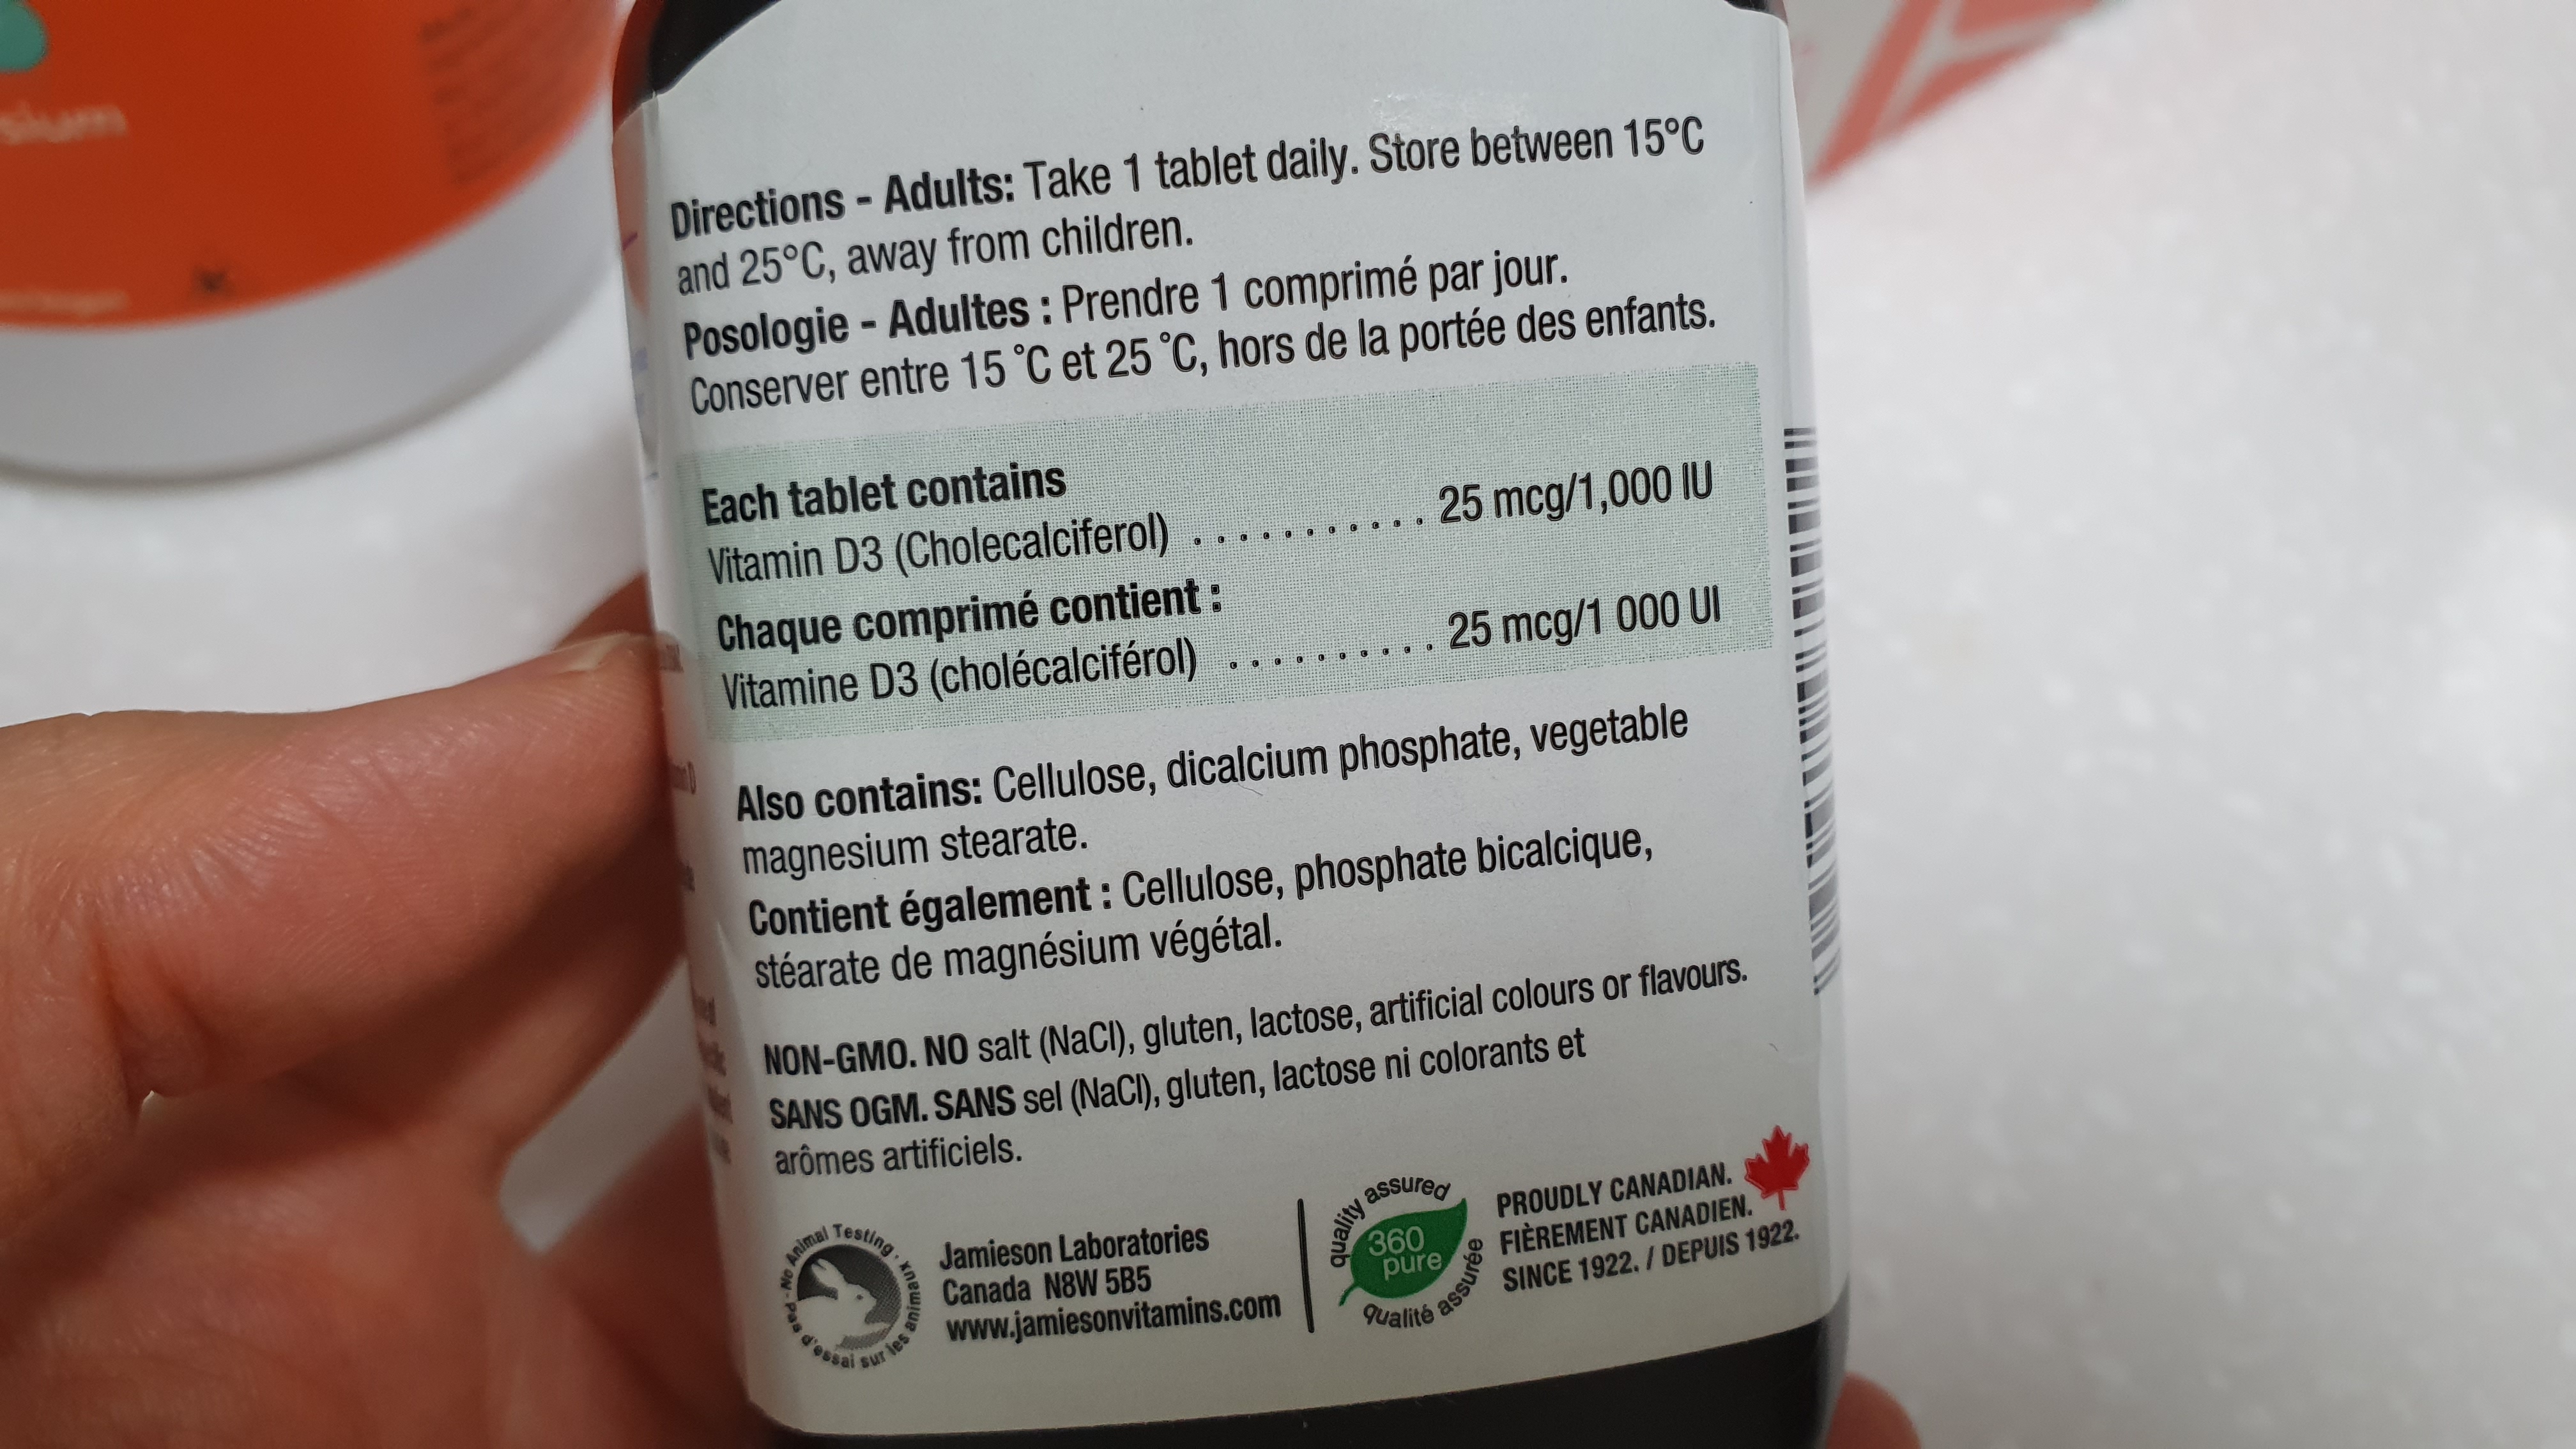 sium
Directions - Adults: Take 1 tablet daily. Store between 15°C
and 25°C, away from children.
Posologie - Adultes : Prendre 1 comprimé par jour.
Conserver entre 15 °C et 25 °C, hors de la portée des enfants.
Each tablet contains
Vitamin D3 (Cholecalciferol) ........... 25 mcg/1,000 IU
Chaque comprimé contient :
Vitamine D3 (cholécalciférol) .......... 25 mcg/1 000 UI
Also contains: Cellulose, dicalcium phosphate, vegetable
magnesium stearate.
Contient également : Cellulose, phosphate bicalcique,
stéarate de magnésium végétal.
NON-GMO. NO salt (NaCl), gluten, lactose, artificial colours or flavours.
SANS OGM. SANS sel (NaCl), gluten, lactose ni colorants et
arômes artificiels.
No Animal Testing - Pas d'essai sur les animaux
Jamieson Laboratories
Canada N8W 5B5
www.jamiesonvitamins.com
quality assured
360
pure
qualité assurée
PROUDLY CANADIAN.
FIÈREMENT CANADIEN.
SINCE 1922. / DEPUIS 1922.